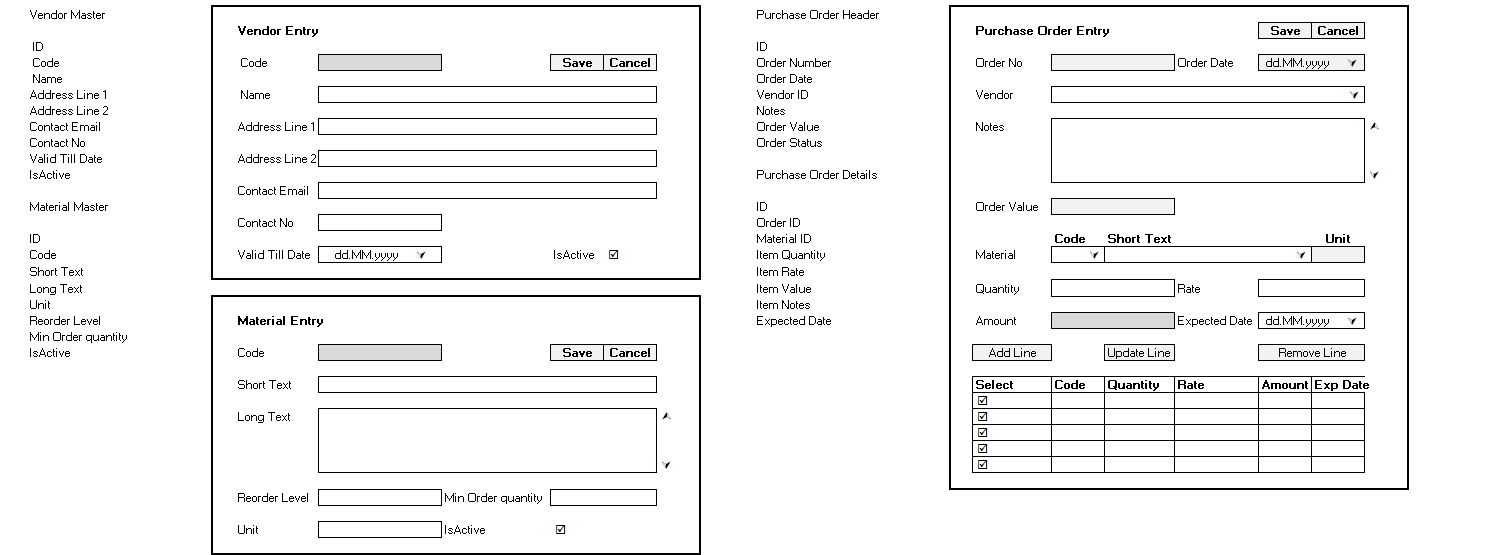 Vendor Master
ID
Code
Name
Address Line 1
Address Line 2
Contact Email
Contact No
Valid Till Date
IsActive
Material Master
ID
Code
Short Text
Long Text
Unit
Reorder Level
Min Order quantity
IsActive
Vendor Entry
Code Save Cancel
Name
Address Line 1
Address Line 2
Contact Email
Contact No
Valid Till Date dd.MM.yyyy IsActive
Material Entry
Code Save Cancel
Short Text
Long Text
Reorder Level Min Order quantity
Unit IsActive
Purchase Order Header
ID
Order Number
Order Date
Vendor ID
Notes
Order Value
Order Status
Purchase Order Details
ID
Order ID
Material ID
Item Quantity
Item Rate
Item Value
Item Notes
Expected Date
Purchase Order Entry Save Cancel
Order No Order Date dd.MM.yyyy
Vendor
Notes
Order Value
Code Short Text Unit
Material
Quantity Rate
Amount Expected Date dd.MM.yyyy
Add Line Update Line Remove Line
Select Code Quantity Rate Amount Exp Date